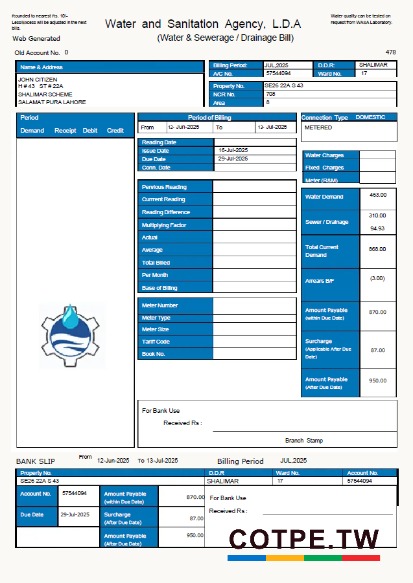 Rounded to nearest Rs. 10/-
Less/excess will be adjusted in the next
bill.
Web Generated
Water and Sanitation Agency, L.D.A
(Water & Sewerage / Drainage Bill)
Water quality can be tested on
request from WASA Laboratory.
Old Account No. 0
478
Name & Address
JOHN CITIZEN
H # 43 ST # 22A
SHALIMAR SCHEME
SALAMAT PURA LAHORE
Billing Period: JUL,2025 D.D.R SHALIMAR
A/C No. 57544094 Ward No. 17
Property No. SE26 22A S 43
NCR No. 708
Area 5
Period
Demand Receipt Debit Credit
Period of Billing
From 12-Jun-2025 To 13-Jul-2025
Reading Date
Issue Date 16-Jul-2025
Due Date 29-Jul-2025
Conn. Date
Previous Reading
Current Reading
Reading Difference
Multiplying Factor
Actual
Average
Total Billed
Per Month
Base of Billing
Meter Number
Meter Type
Meter Size
Tariff Code
Book No.
Connection Type DOMESTIC
METERED
Water Charges
Fixed Charges
Meter (R&M)
Water Demand 463.00
Sewer / Drainage 310.00
94.93
Total Current
Demand 868.00
Arrears B/F (3.00)
Amount Payable
(within Due Date) 870.00
Surcharge
(Applicable After Due
Date) 87.00
Amount Payable
(After Due Date) 950.00
For Bank Use
Received Rs :
Branch Stamp
BANK SLIP From 12-Jun-2025 To 13-Jul-2025 Billing Period JUL,2025
Property No. D.D.R Ward No. Account No.
SE26 22A S 43 SHALIMAR 17 57544094
Account No. 57544094
Due Date 29-Jul-2025
Amount Payable
(within Due Date) 870.00
Surcharge
(After Due Date) 87.00
Amount Payable
(After Due Date) 950.00
For Bank Use
Received Rs :
COTPE.TW